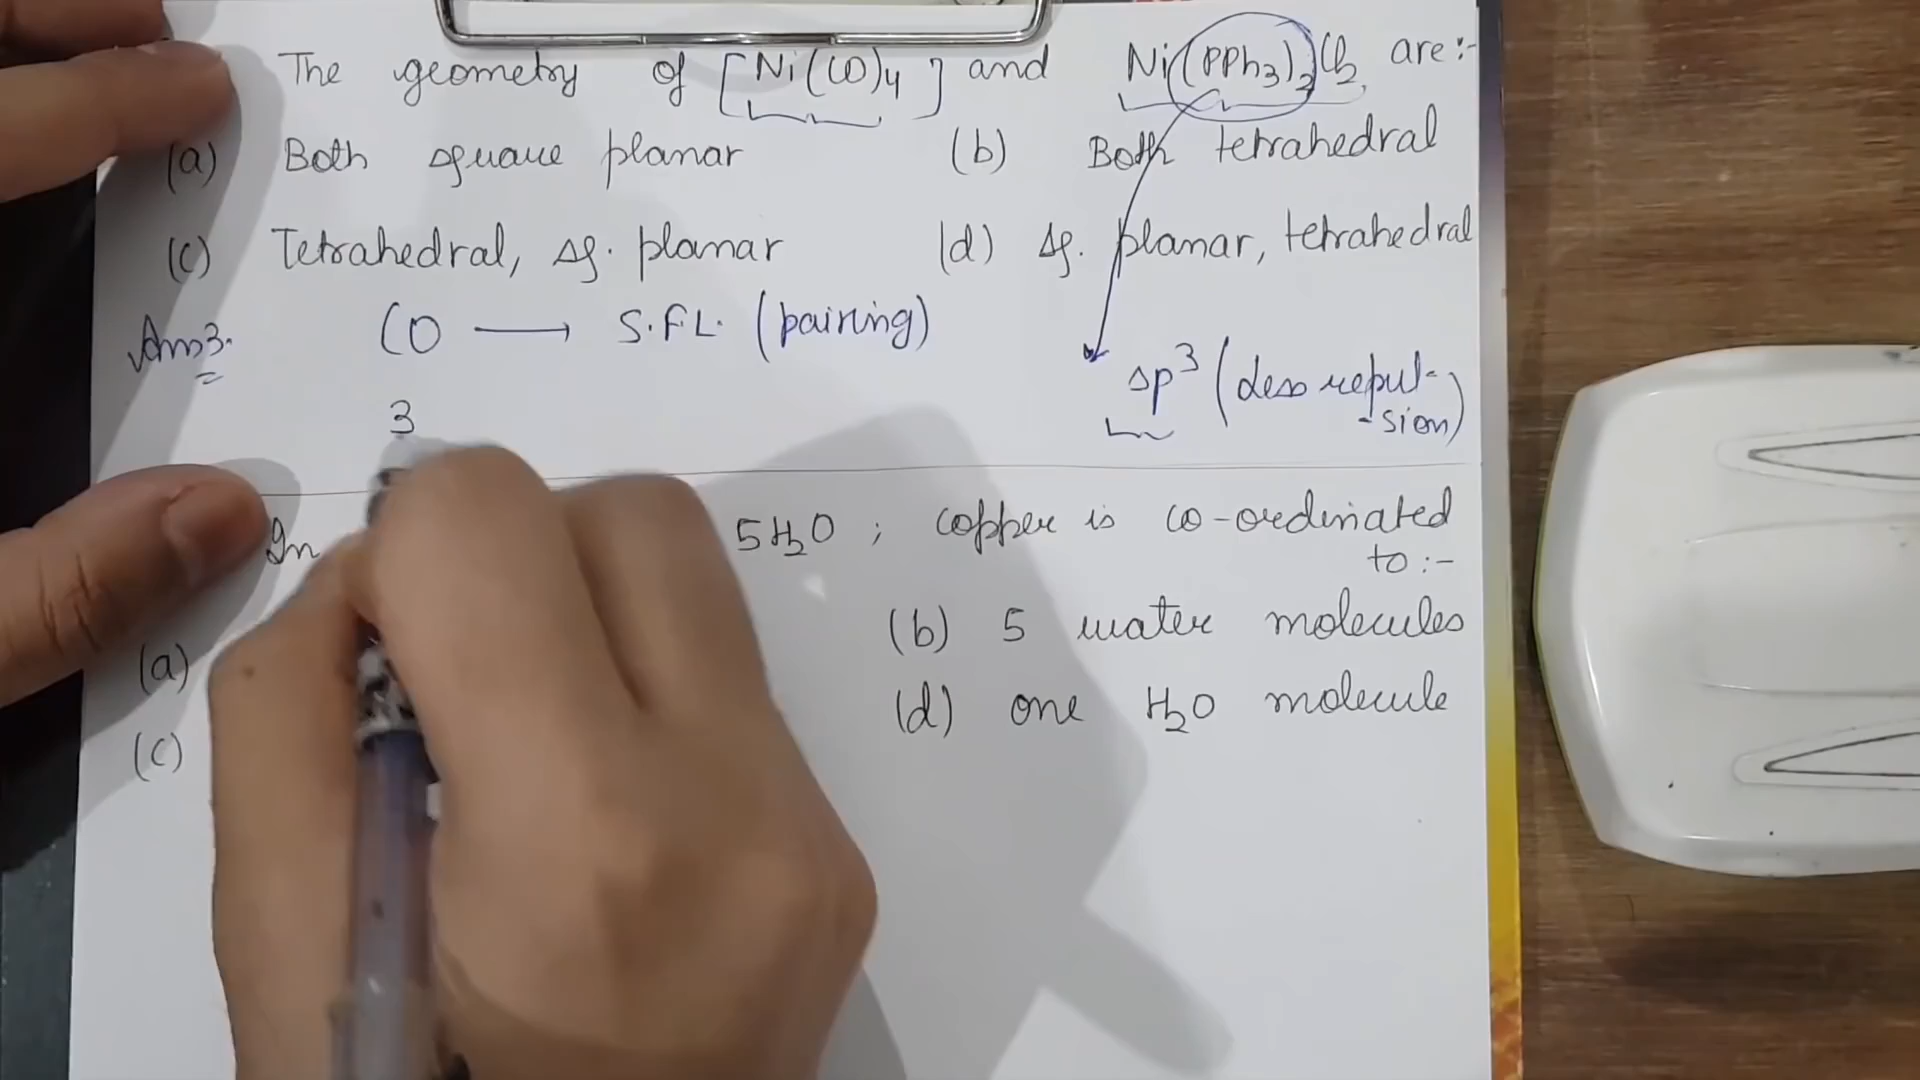 The geometry of [Ni(CO)4] and Ni(PPh3)2Cl2 are:-
(a) Both square planar (b) Both tetrahedral
(c) Tetrahedral, sq. planar (d) sq. planar, tetrahedral
Ans3. CO → S.F.L. (pairing)
sp3 (less repul-
-sion)
3
In 5H2O ; copper is co-ordinated
to:-
(a) (b) 5 water molecules
(c) (d) one H2O molecule